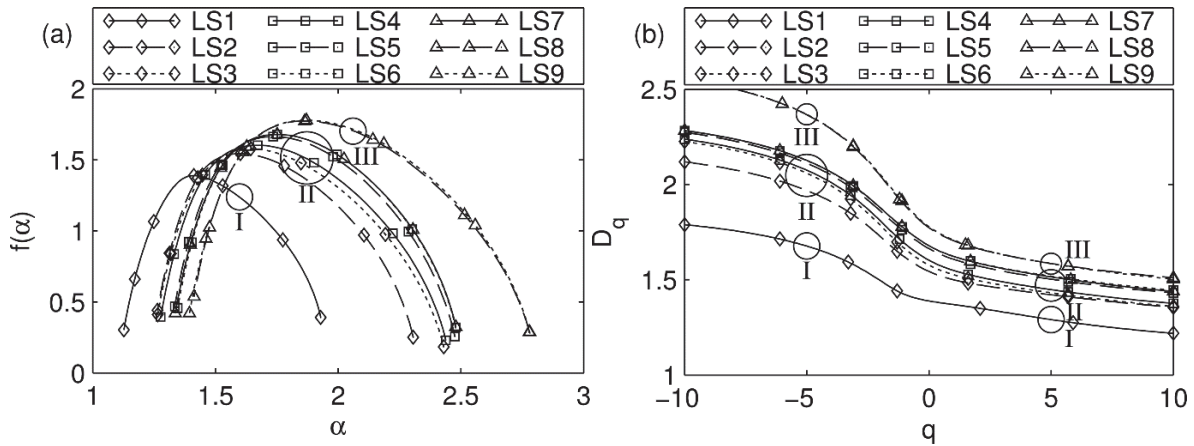 (a)
LS1 LS4 LS7
LS2 LS5 LS8
LS3 LS6 LS9
2
1.5
1
0.5
0
f(α)
I
II
III
1 1.5 2 2.5 3
α
(b)
LS1 LS4 LS7
LS2 LS5 LS8
LS3 LS6 LS9
2.5
2
1.5
1
D_q
III
II
I
III
II
I
−10 −5 0 5 10
q